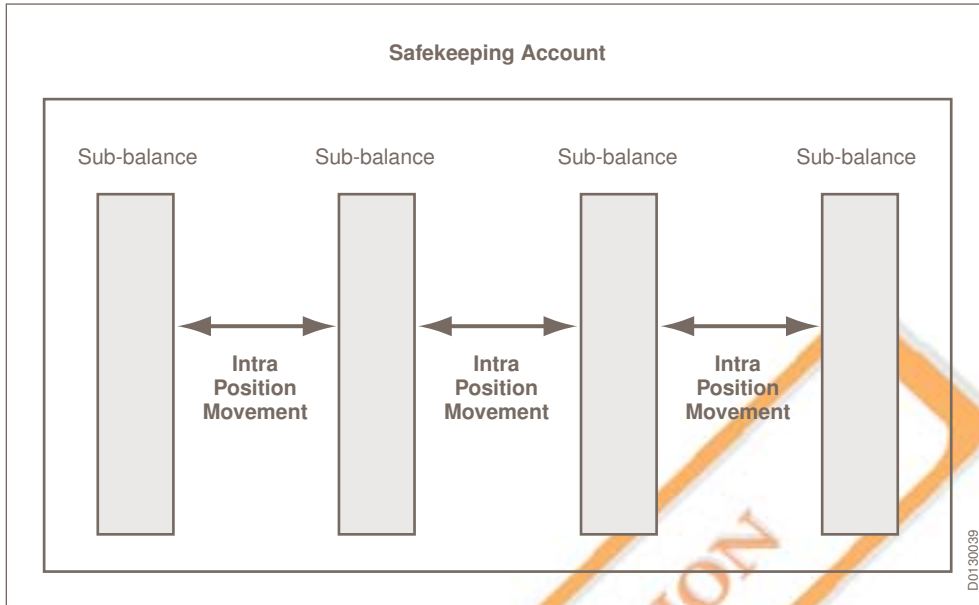 Safekeeping Account
Sub-balance Sub-balance Sub-balance Sub-balance
Intra Intra Intra
Position Position Position
Movement Movement Movement
D0130039